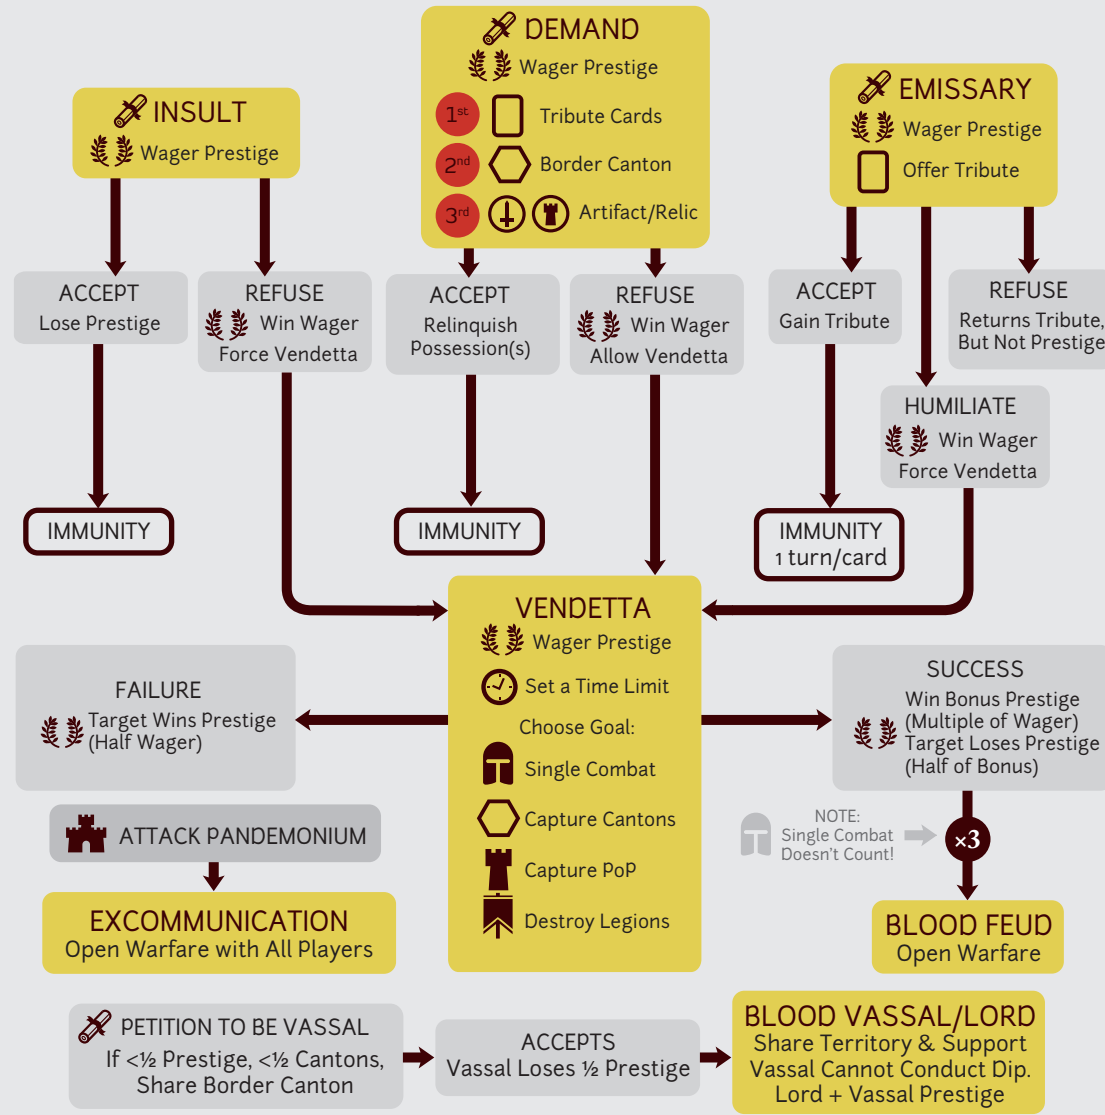 INSULT
Wager Prestige
DEMAND
Wager Prestige
1st Tribute Cards
2nd Border Canton
3rd Artifact/Relic
EMISSARY
Wager Prestige
Offer Tribute
ACCEPT
Lose Prestige
REFUSE
Win Wager
Force Vendetta
ACCEPT
Relinquish
Possession(s)
REFUSE
Win Wager
Allow Vendetta
ACCEPT
Gain Tribute
REFUSE
Returns Tribute,
But Not Prestige
HUMILIATE
Win Wager
Force Vendetta
IMMUNITY
IMMUNITY
IMMUNITY
1 turn/card
VENDETTA
Wager Prestige
Set a Time Limit
Choose Goal:
Single Combat
Capture Cantons
Capture PoP
Destroy Legions
FAILURE
Target Wins Prestige
(Half Wager)
SUCCESS
Win Bonus Prestige
(Multiple of Wager)
Target Loses Prestige
(Half of Bonus)
ATTACK PANDEMONIUM
EXCOMMUNICATION
Open Warfare with All Players
NOTE:
Single Combat
Doesn't Count!
×3
BLOOD FEUD
Open Warfare
PETITION TO BE VASSAL
If <½ Prestige, <½ Cantons,
Share Border Canton
ACCEPTS
Vassal Loses ½ Prestige
BLOOD VASSAL/LORD
Share Territory & Support
Vassal Cannot Conduct Dip.
Lord + Vassal Prestige